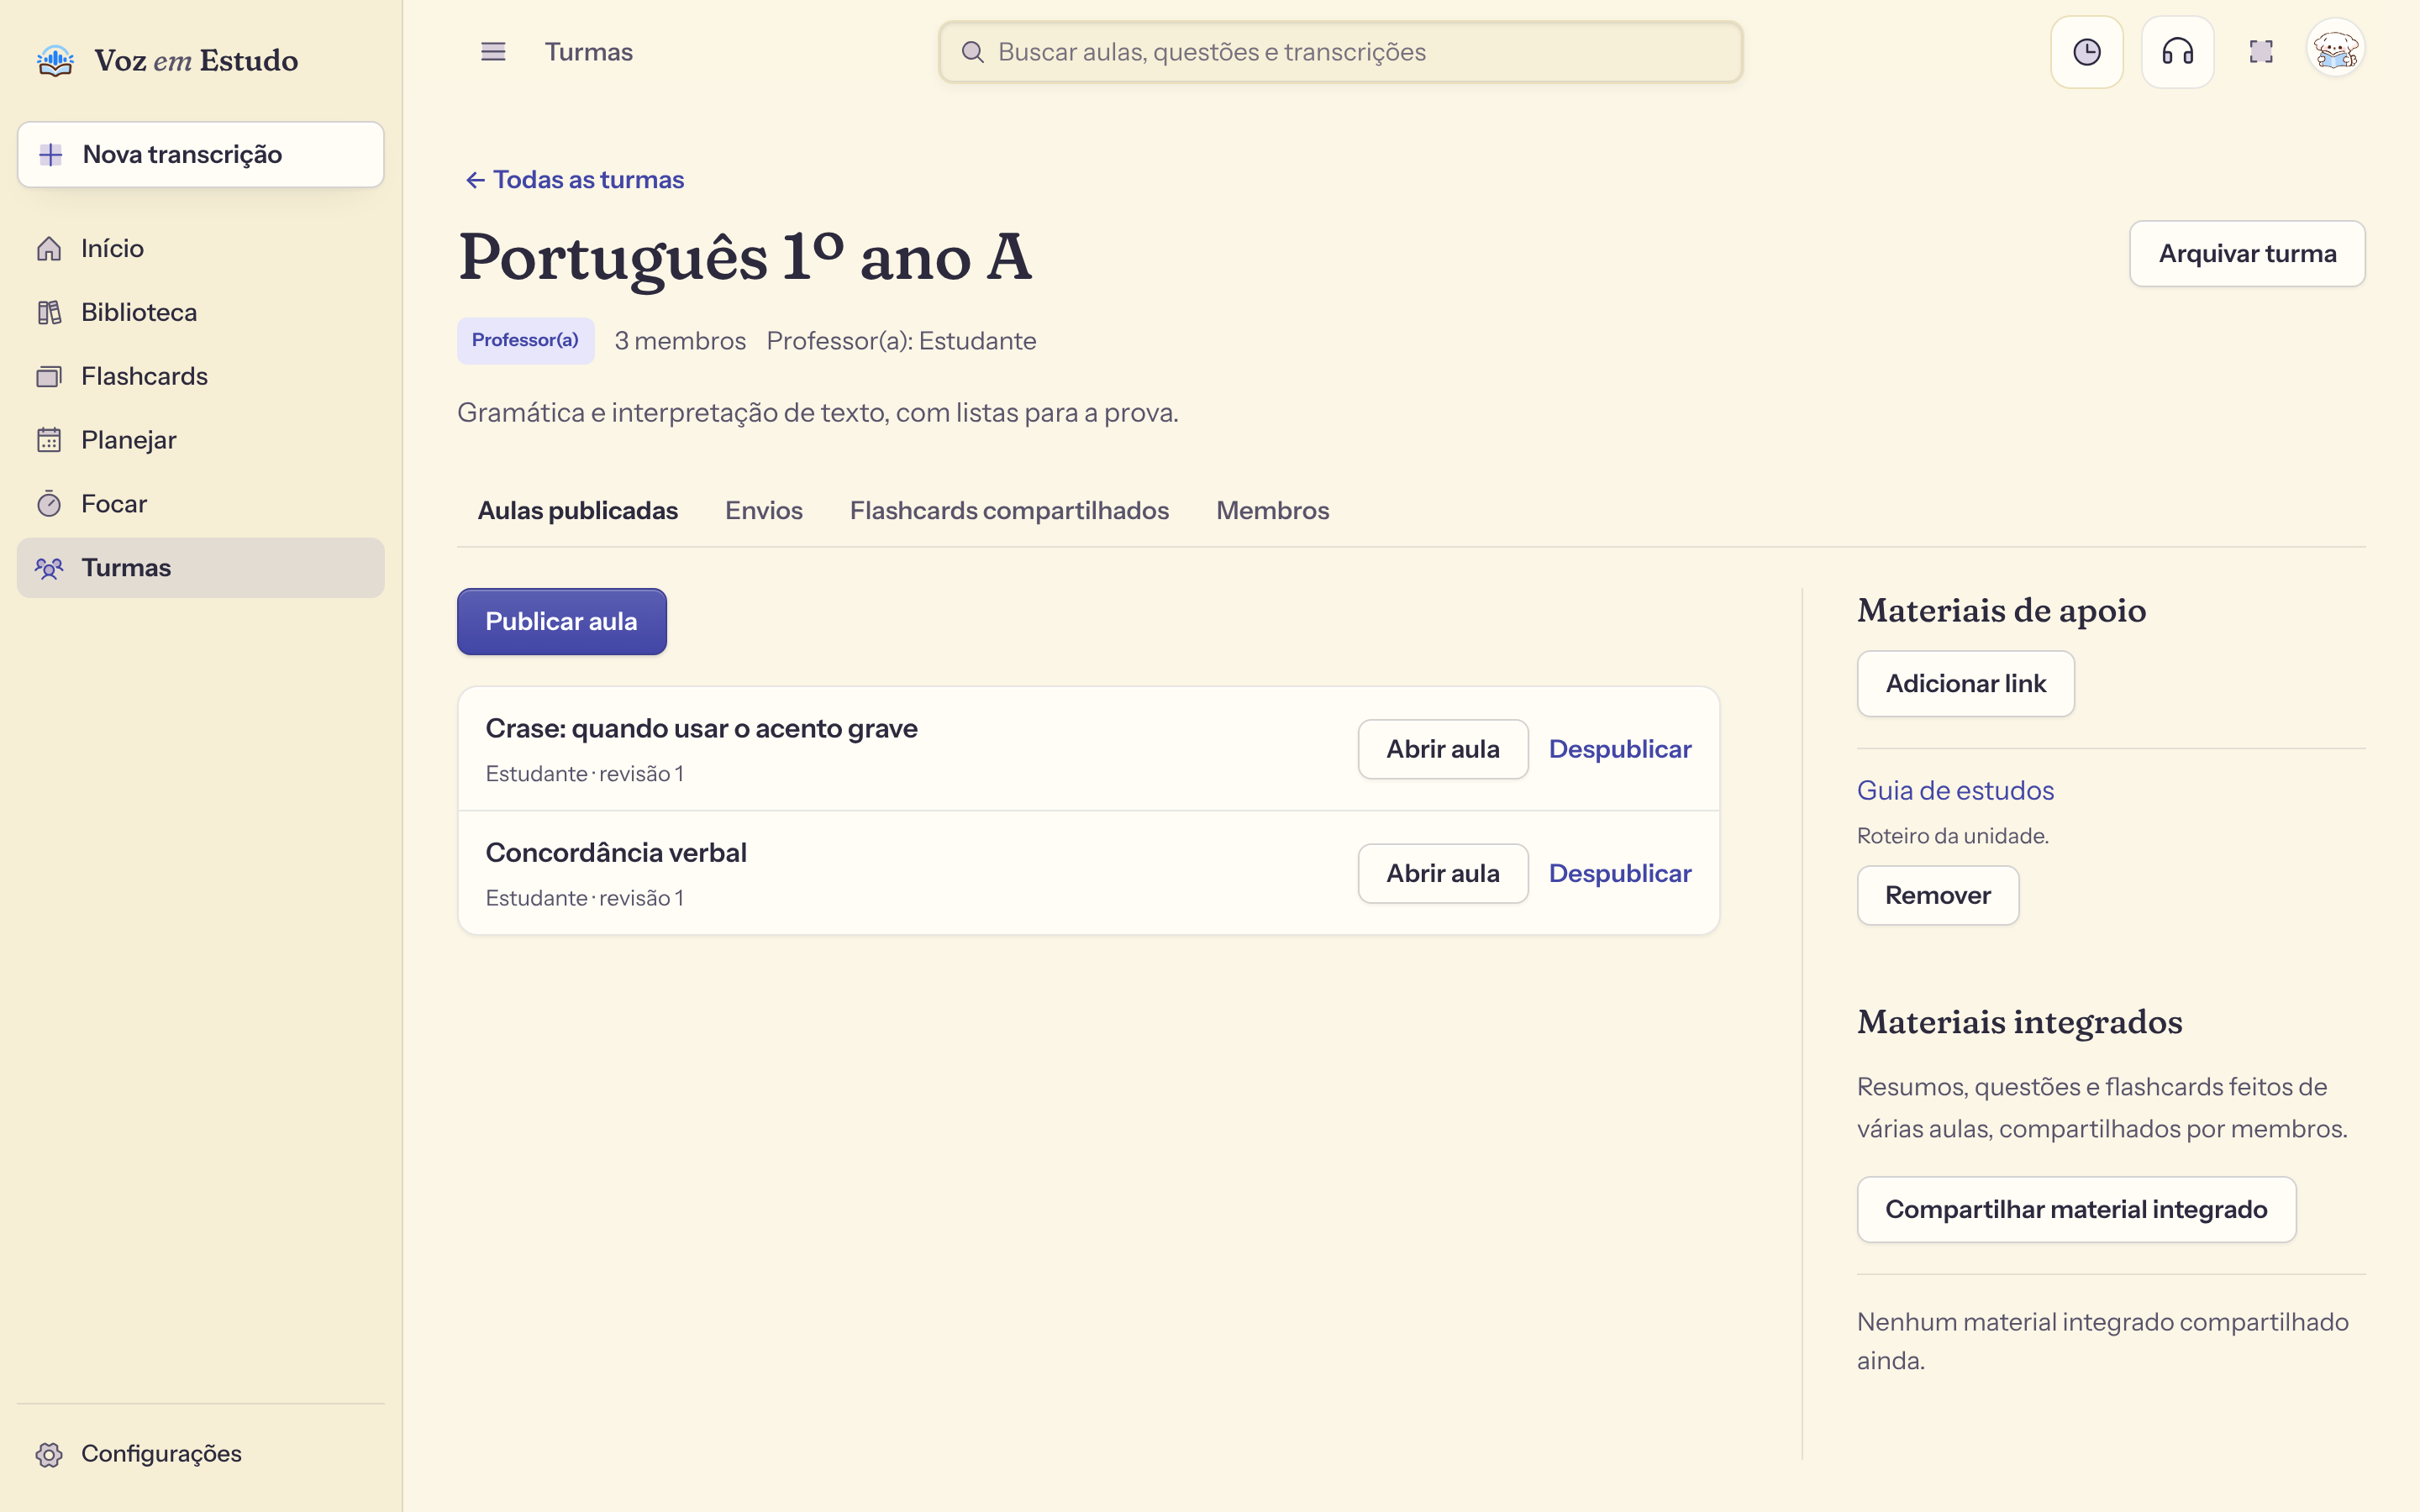 Voz em Estudo
Nova transcrição
Início
Biblioteca
Flashcards
Planejar
Focar
Turmas
Configurações
Turmas
Buscar aulas, questões e transcrições
← Todas as turmas
Português 1º ano A
Arquivar turma
Professor(a) 3 membros Professor(a): Estudante
Gramática e interpretação de texto, com listas para a prova.
Aulas publicadas Envios Flashcards compartilhados Membros
Publicar aula
Crase: quando usar o acento grave
Estudante · revisão 1
Abrir aula Despublicar
Concordância verbal
Estudante · revisão 1
Abrir aula Despublicar
Materiais de apoio
Adicionar link
Guia de estudos
Roteiro da unidade.
Remover
Materiais integrados
Resumos, questões e flashcards feitos de
várias aulas, compartilhados por membros.
Compartilhar material integrado
Nenhum material integrado compartilhado
ainda.